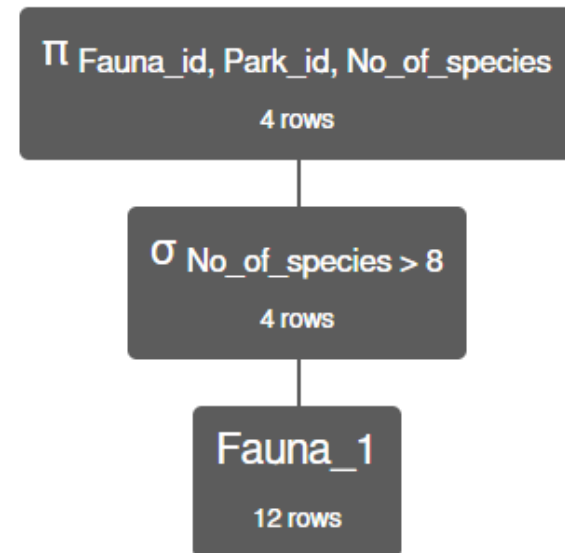 π Fauna_id, Park_id, No_of_species
4 rows
σ No_of_species > 8
4 rows
Fauna_1
12 rows